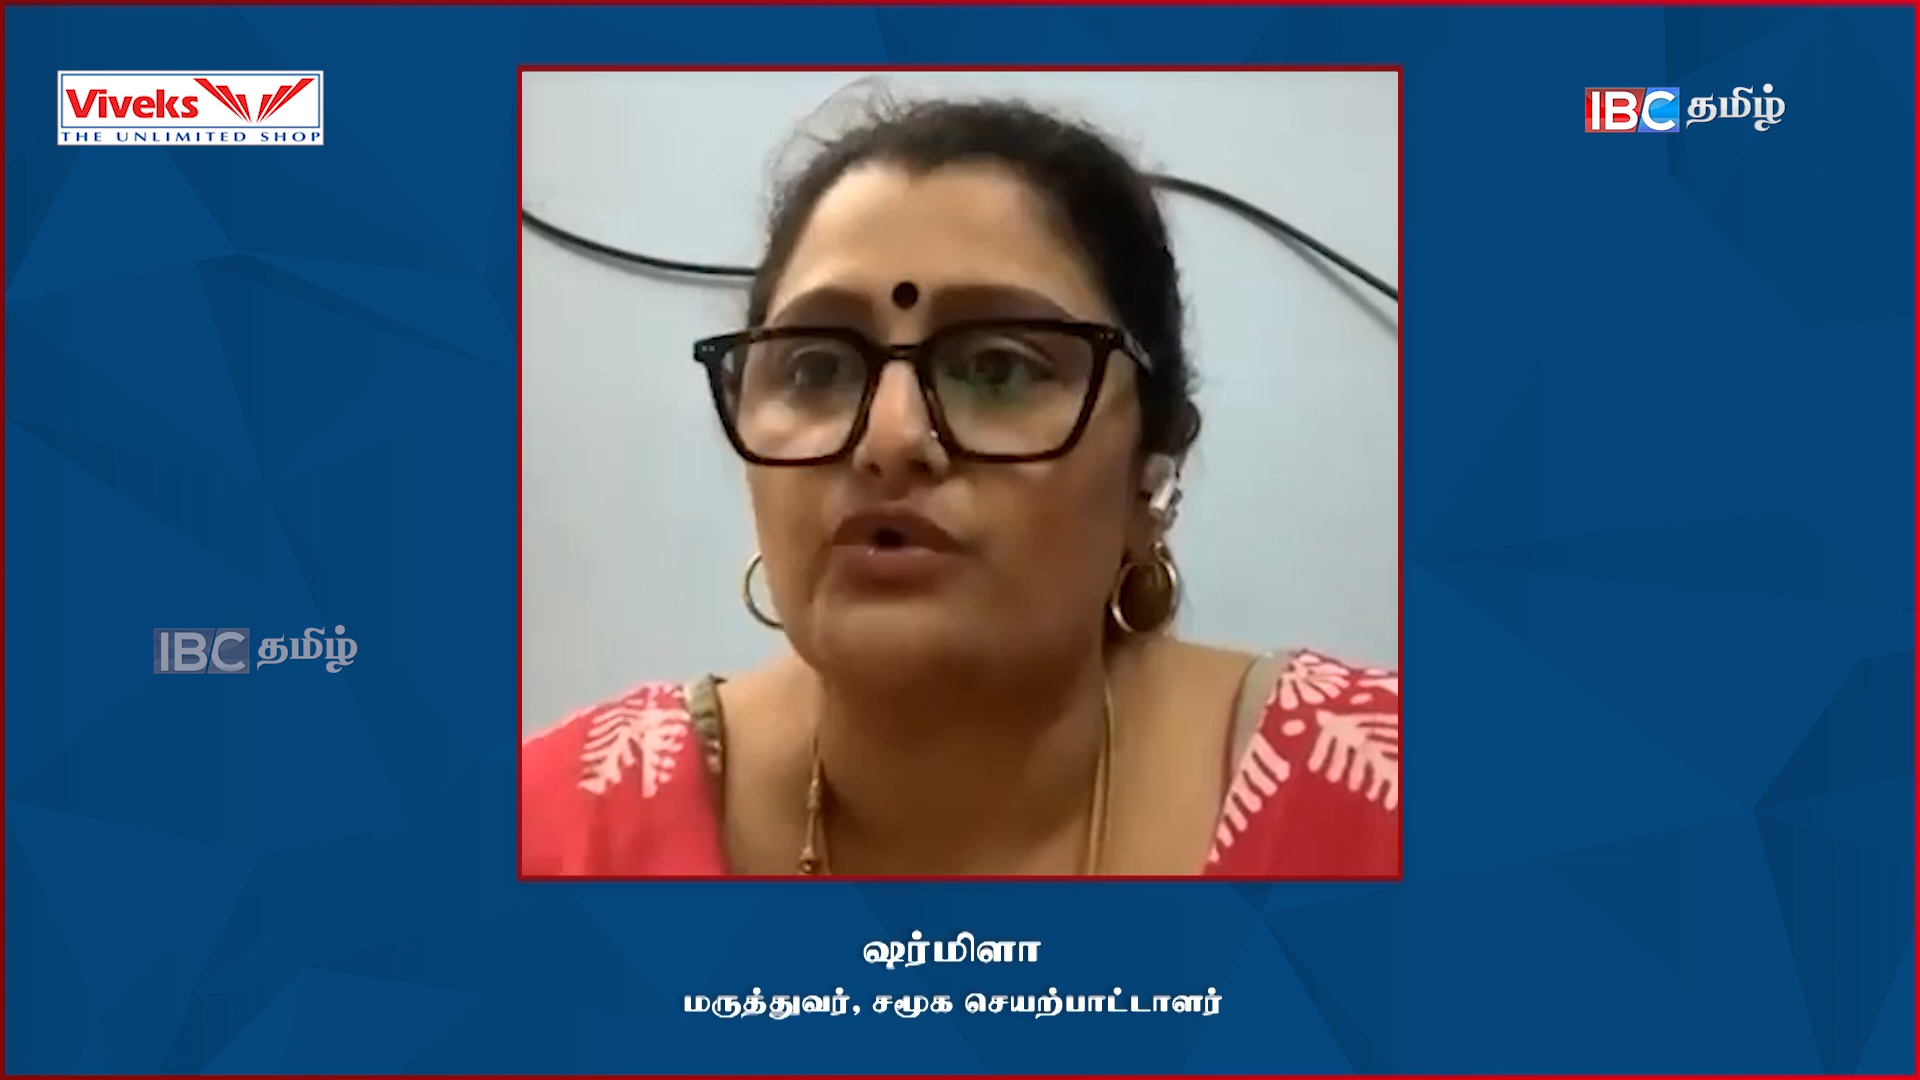 Viveks
THE UNLIMITED SHOP
IBC தமிழ்
IBC தமிழ்
ஷர்மிளா
மருத்துவர், சமூக செயற்பாட்டாளர்